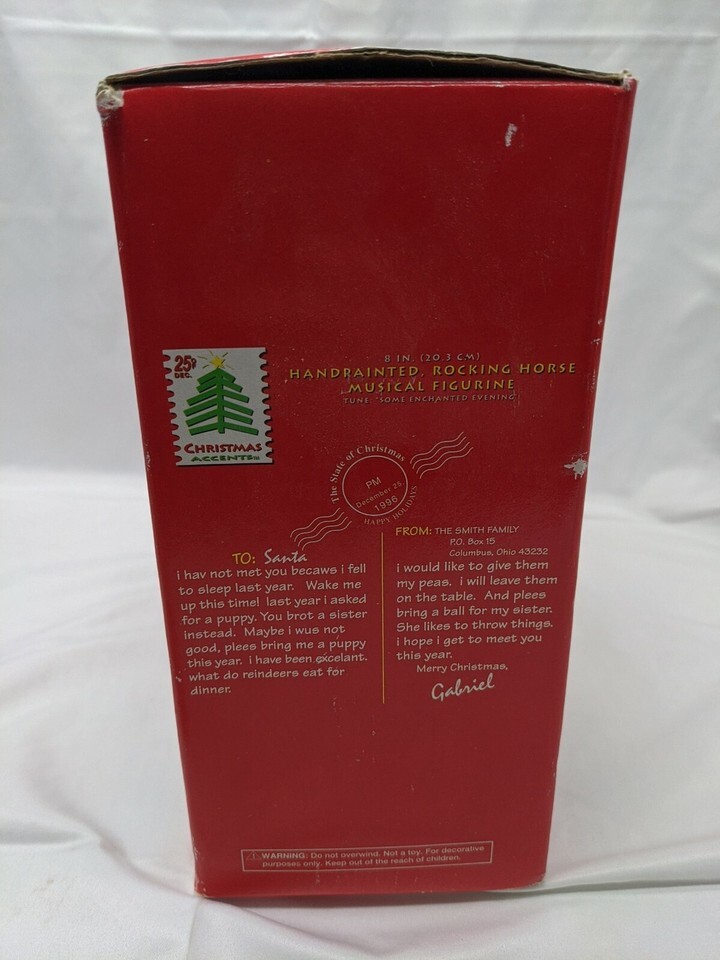 8 IN. (20.3 CM)
HANDPAINTED, ROCKING HORSE
MUSICAL FIGURINE
TUNE: "SOME ENCHANTED EVENING"
25¢
DEC.
CHRISTMAS
ACCENTS™
The State of Christmas
PM
December 25,
1996
HAPPY HOLIDAYS
TO: Santa
i hav not met you becaws i fell
to sleep last year. Wake me
up this time! last year i asked
for a puppy. You brot a sister
instead. Maybe i wus not
good, plees bring me a puppy
this year. i have been excelant.
what do reindeers eat for
dinner.
FROM: THE SMITH FAMILY
P.O. Box 15
Columbus, Ohio 43232
i would like to give them
my peas. i will leave them
on the table. And plees
bring a ball for my sister.
She likes to throw things.
i hope i get to meet you
this year.
Merry Christmas,
Gabriel
WARNING: Do not overwind. Not a toy. For decorative
purposes only. Keep out of the reach of children.